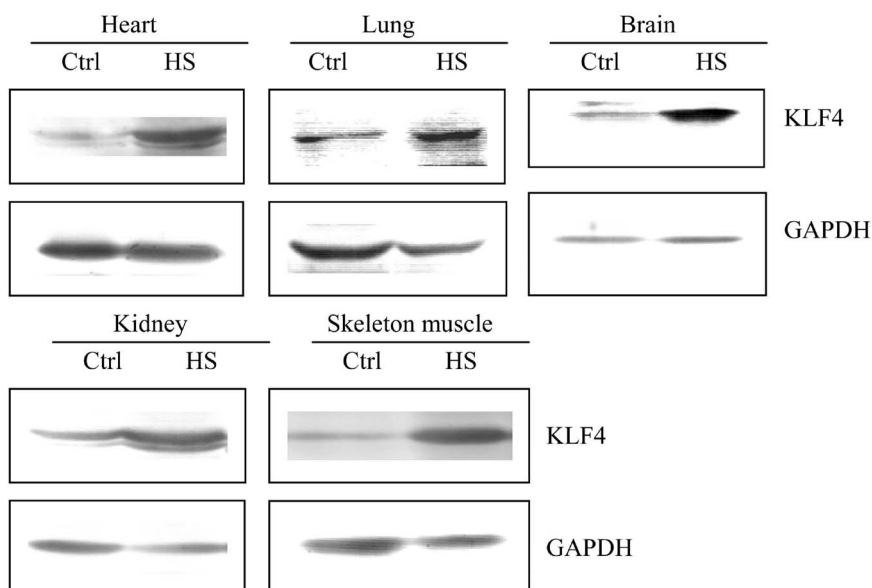 Heart Lung Brain
Ctrl HS Ctrl HS Ctrl HS
KLF4
GAPDH
Kidney Skeleton muscle
Ctrl HS Ctrl HS
KLF4
GAPDH